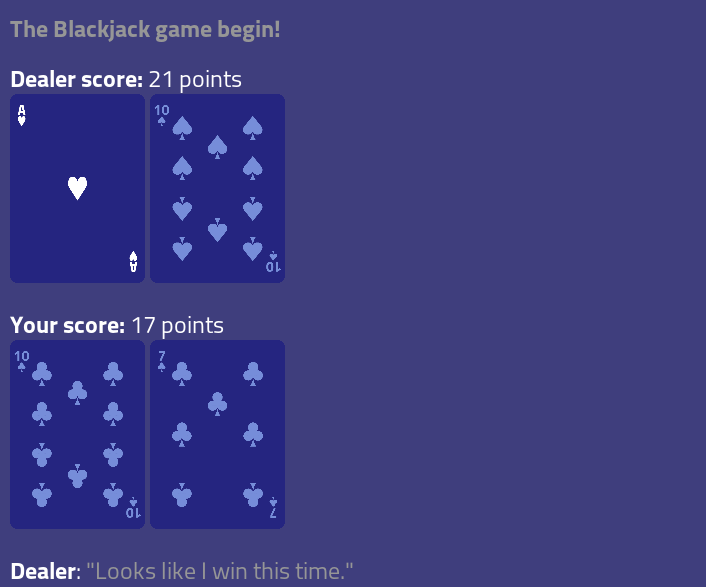 The Blackjack game begin!
Dealer score: 21 points
A 10
A 10
Your score: 17 points
10 7
10 7
Dealer: "Looks like I win this time."